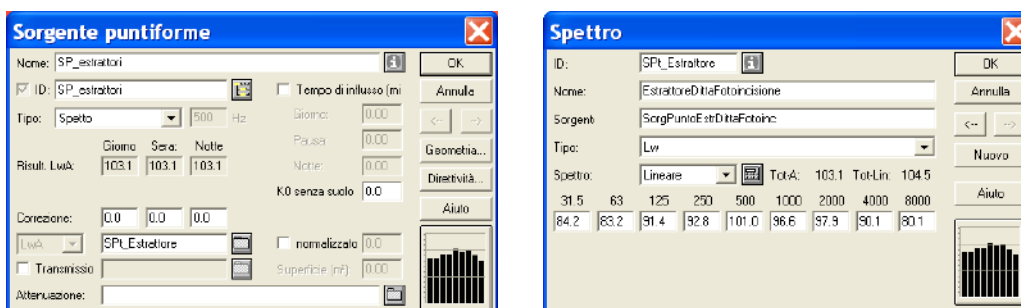 Sorgente puntiforme
Nome: SP_estrattori OK
ID: SP_estrattori Tempo di influsso (mi Annulla
Tipo: Spetto 500 Hz Giorno: 0.00 <-- -->
Giorno Sera: Notte Pausa 0.00 Geometria...
Risult. LwA: 103.1 103.1 103.1 Notte: 0.00 Direttività...
K0 senza suolo 0.0
Correzione: 0.0 0.0 0.0 Aiuto
LwA SPt_Estrattore normalizzato 0.0
Transmissio Superficie (m²) 0.00
Attenuazione:
Spettro
ID: SPt_Estrattore OK
Nome: EstrattoreDittaFotoincisione Annulla
Sorgent SorgPuntoEstrDittaFotoinc <-- -->
Tipo: Lw Nuovo
Spettro: Lineare Tot-A: 103.1 Tot-Lin: 104.5
31.5 63 125 250 500 1000 2000 4000 8000 Aiuto
84.2 83.2 91.4 92.8 101.0 96.6 97.9 90.1 80.1